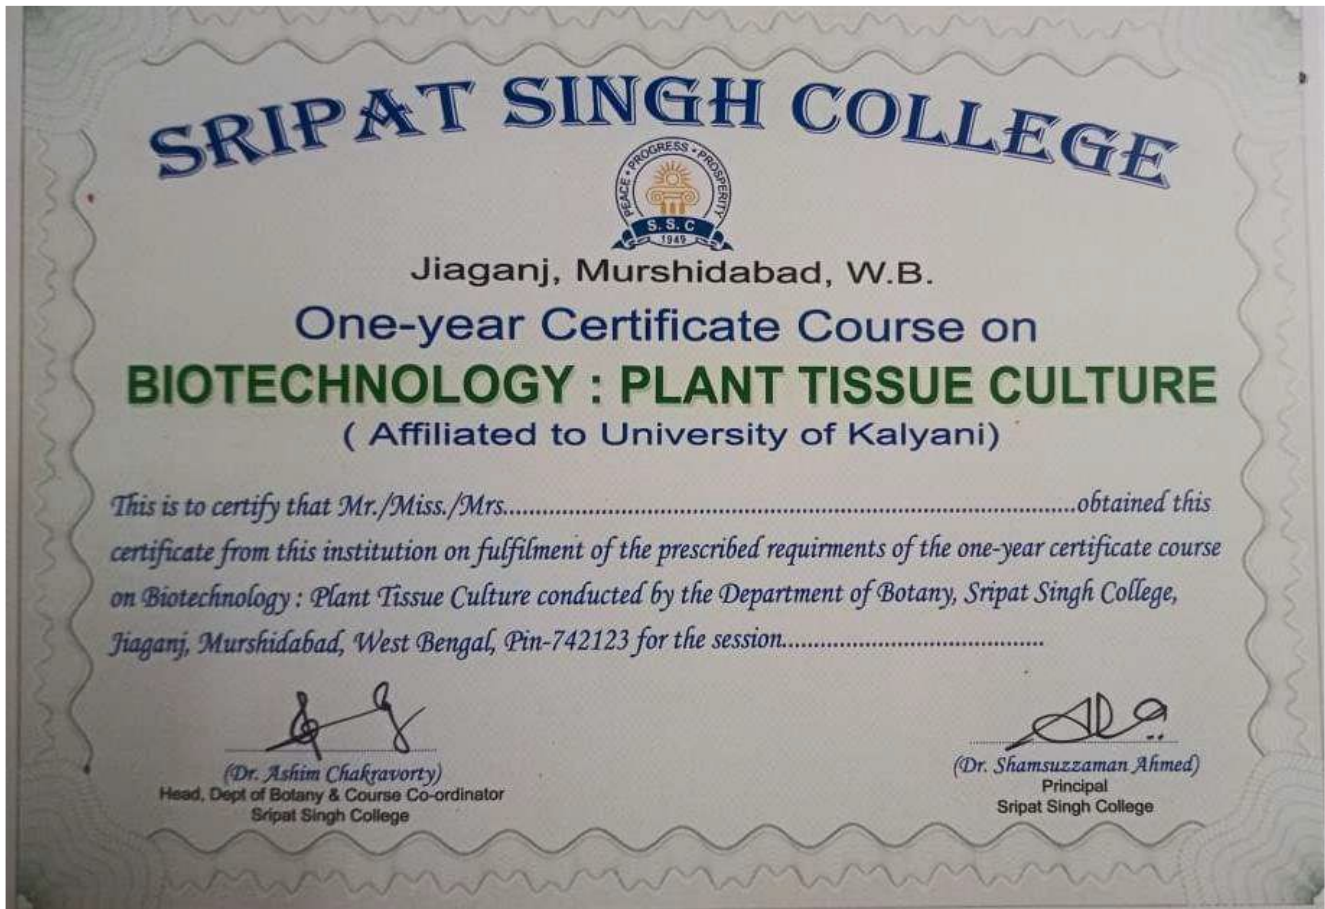 SRIPAT SINGH COLLEGE
PEACE • PROGRESS • PROSPERITY
S. S. C
1949
Jiaganj, Murshidabad, W.B.
One-year Certificate Course on
BIOTECHNOLOGY : PLANT TISSUE CULTURE
( Affiliated to University of Kalyani)
This is to certify that Mr./Miss./Mrs....................................................................................................obtained this
certificate from this institution on fulfilment of the prescribed requirments of the one-year certificate course
on Biotechnology : Plant Tissue Culture conducted by the Department of Botany, Sripat Singh College,
Jiaganj, Murshidabad, West Bengal, Pin-742123 for the session............................................
(Dr. Ashim Chakravorty)
Head, Dept of Botany & Course Co-ordinator
Sripat Singh College
(Dr. Shamsuzzaman Ahmed)
Principal
Sripat Singh College